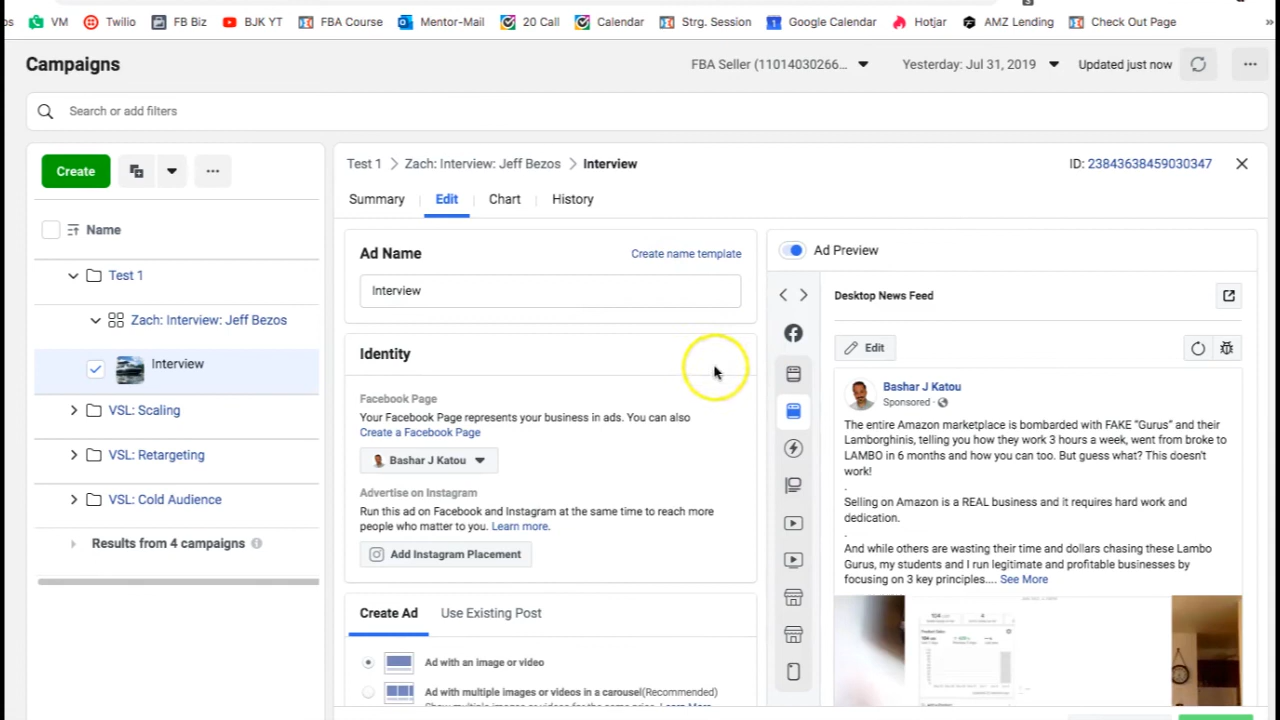 os VM Twilio FB Biz BJK YT FBA Course Mentor-Mail 20 Call Calendar Strg. Session Google Calendar Hotjar AMZ Lending Check Out Page »
Campaigns
FBA Seller (11014030266...
Yesterday: Jul 31, 2019
Updated just now
Search or add filters
Create
Name
Test 1
Zach: Interview: Jeff Bezos
Interview
VSL: Scaling
VSL: Retargeting
VSL: Cold Audience
Results from 4 campaigns
Test 1 > Zach: Interview: Jeff Bezos > Interview
ID: 23843638459030347
Summary Edit Chart History
Ad Name
Create name template
Interview
Identity
Facebook Page
Your Facebook Page represents your business in ads. You can also
Create a Facebook Page
Bashar J Katou
Advertise on Instagram
Run this ad on Facebook and Instagram at the same time to reach more
people who matter to you. Learn more.
Add Instagram Placement
Create Ad Use Existing Post
Ad with an image or video
Ad with multiple images or videos in a carousel(Recommended)
Ad Preview
Desktop News Feed
Edit
Bashar J Katou
Sponsored ·
The entire Amazon marketplace is bombarded with FAKE "Gurus" and their
Lamborghinis, telling you how they work 3 hours a week, went from broke to
LAMBO in 6 months and how you can too. But guess what? This doesn't
work!
.
Selling on Amazon is a REAL business and it requires hard work and
dedication.
.
And while others are wasting their time and dollars chasing these Lambo
Gurus, my students and I run legitimate and profitable businesses by
focusing on 3 key principles.... See More